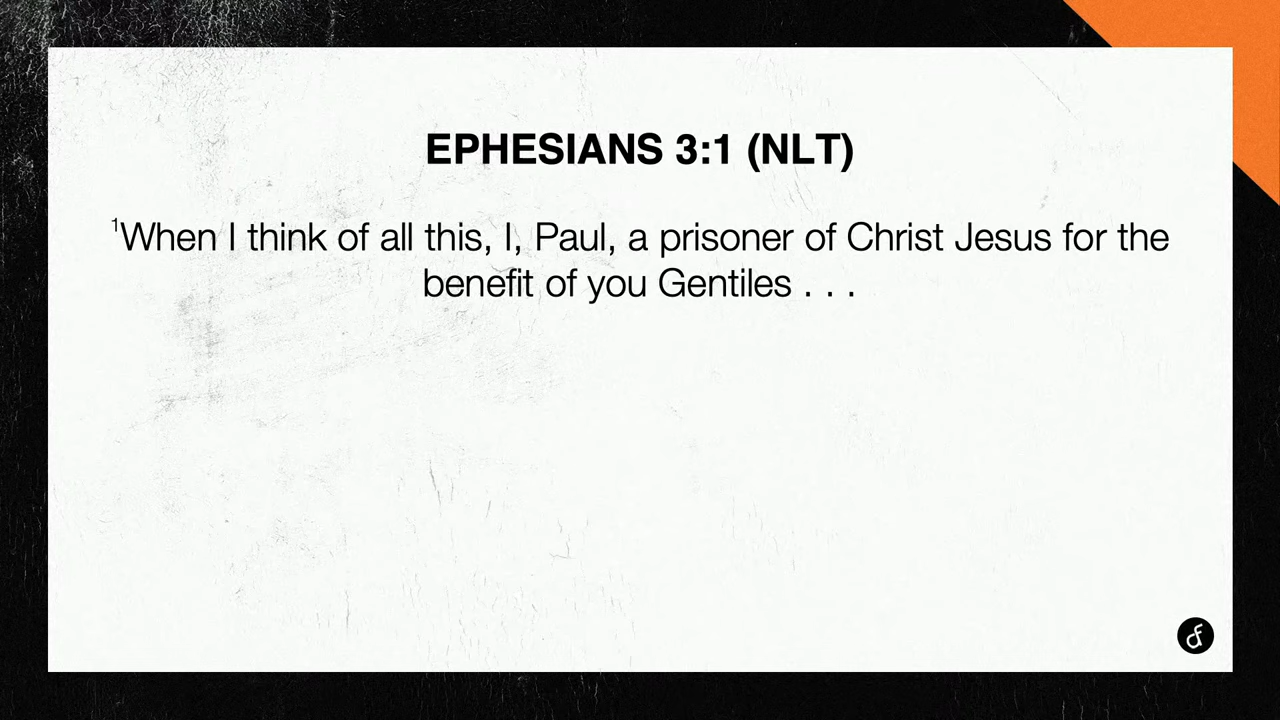 EPHESIANS 3:1 (NLT)
¹When I think of all this, I, Paul, a prisoner of Christ Jesus for the
benefit of you Gentiles . . .